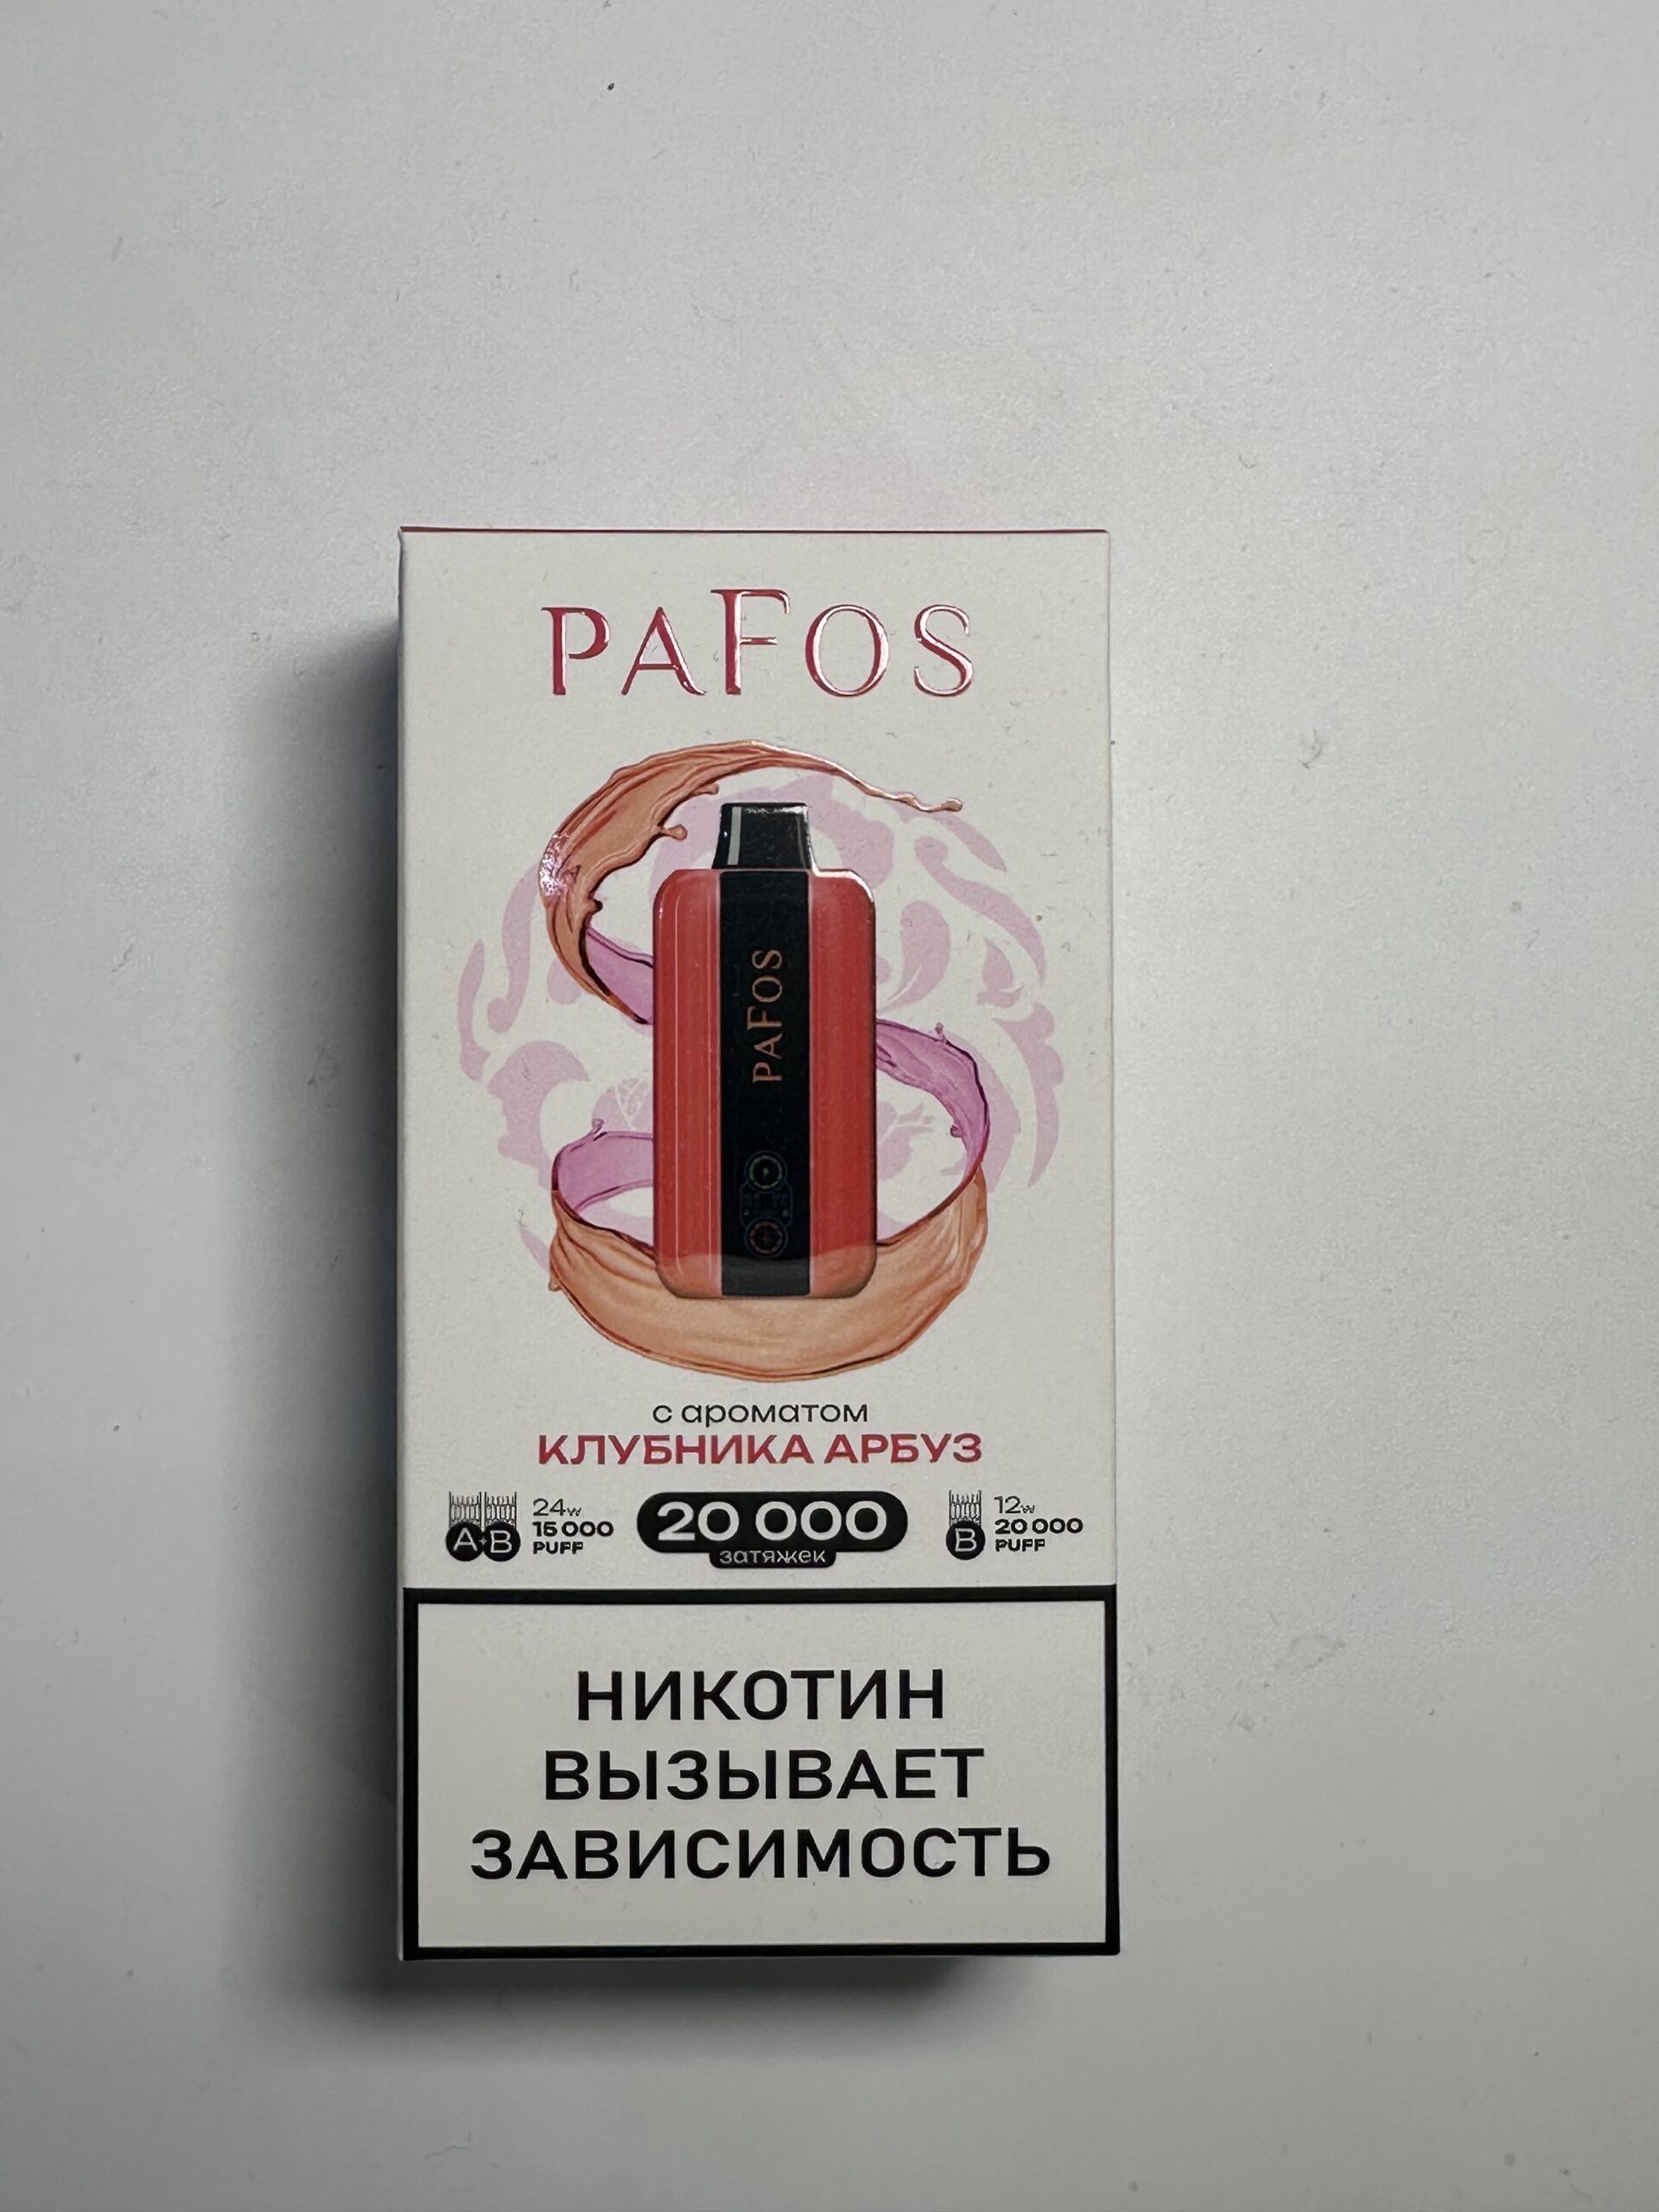 PAFOS
PAFOS
с ароматом
КЛУБНИКА АРБУЗ
A+B 24w
15 000
PUFF
20 000
затяжек
B 12w
20 000
PUFF
НИКОТИН
ВЫЗЫВАЕТ
ЗАВИСИМОСТЬ